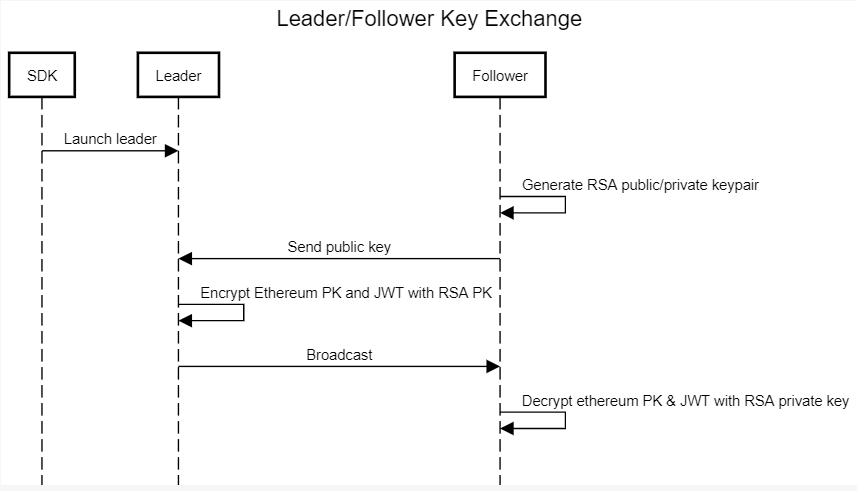 Leader/Follower Key Exchange
SDK
Leader
Follower
Launch leader
Generate RSA public/private keypair
Send public key
Encrypt Ethereum PK and JWT with RSA PK
Broadcast
Decrypt ethereum PK & JWT with RSA private key